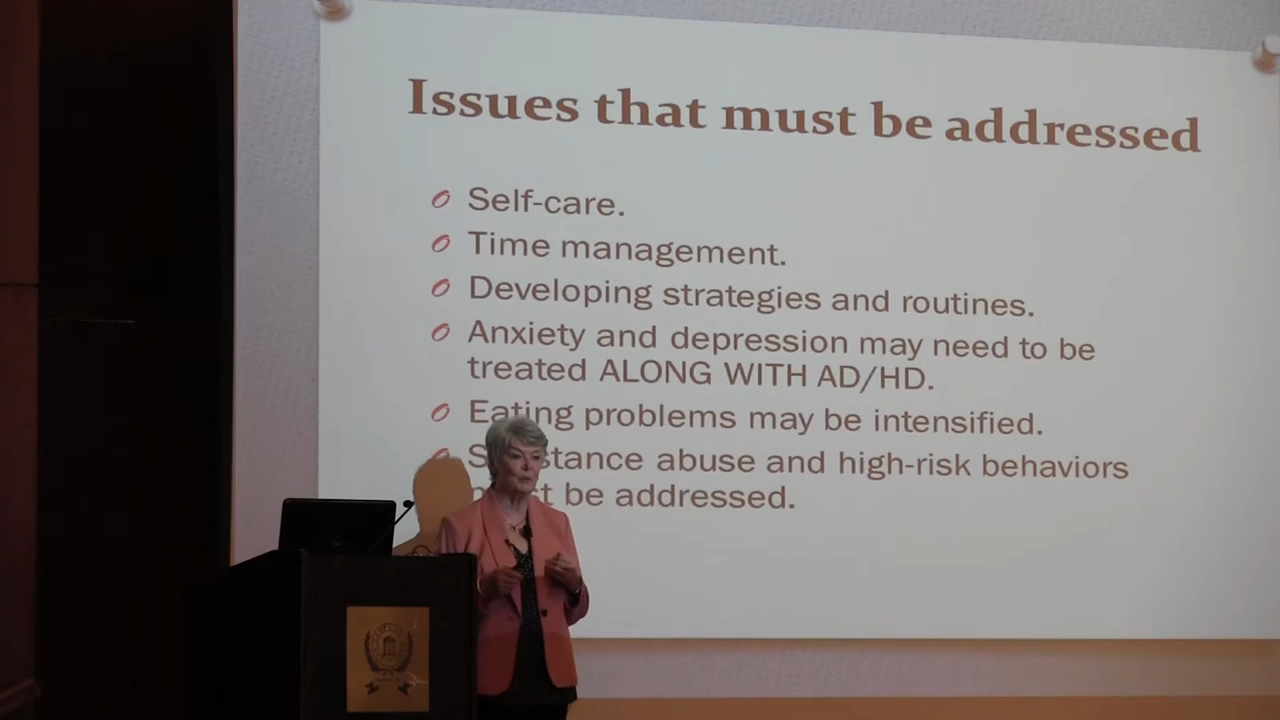 Issues that must be addressed
Self-care.
Time management.
Developing strategies and routines.
Anxiety and depression may need to be
treated ALONG WITH AD/HD.
Eating problems may be intensified.
tance abuse and high-risk behaviors
be addressed.